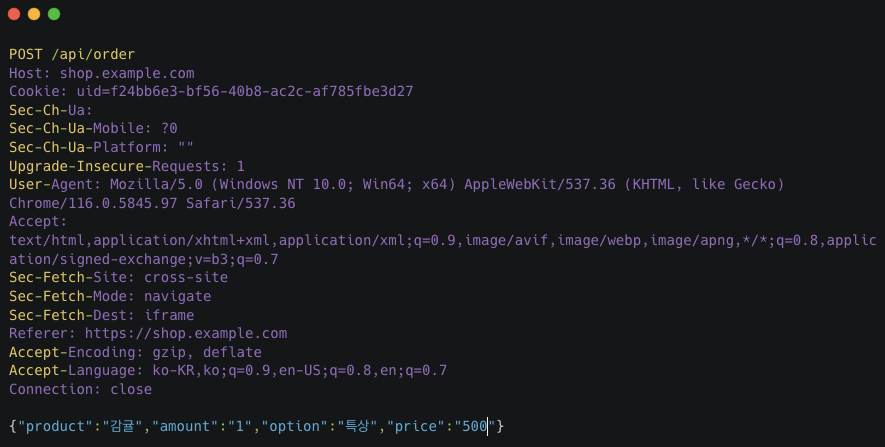 POST /api/order
Host: shop.example.com
Cookie: uid=f24bb6e3-bf56-40b8-ac2c-af785fbe3d27
Sec-Ch-Ua:
Sec-Ch-Ua-Mobile: ?0
Sec-Ch-Ua-Platform: ""
Upgrade-Insecure-Requests: 1
User-Agent: Mozilla/5.0 (Windows NT 10.0; Win64; x64) AppleWebKit/537.36 (KHTML, like Gecko)
Chrome/116.0.5845.97 Safari/537.36
Accept:
text/html,application/xhtml+xml,application/xml;q=0.9,image/avif,image/webp,image/apng,*/*;q=0.8,applic
ation/signed-exchange;v=b3;q=0.7
Sec-Fetch-Site: cross-site
Sec-Fetch-Mode: navigate
Sec-Fetch-Dest: iframe
Referer: https://shop.example.com
Accept-Encoding: gzip, deflate
Accept-Language: ko-KR,ko;q=0.9,en-US;q=0.8,en;q=0.7
Connection: close
{"product":"감귤","amount":"1","option":"특상","price":"500"}